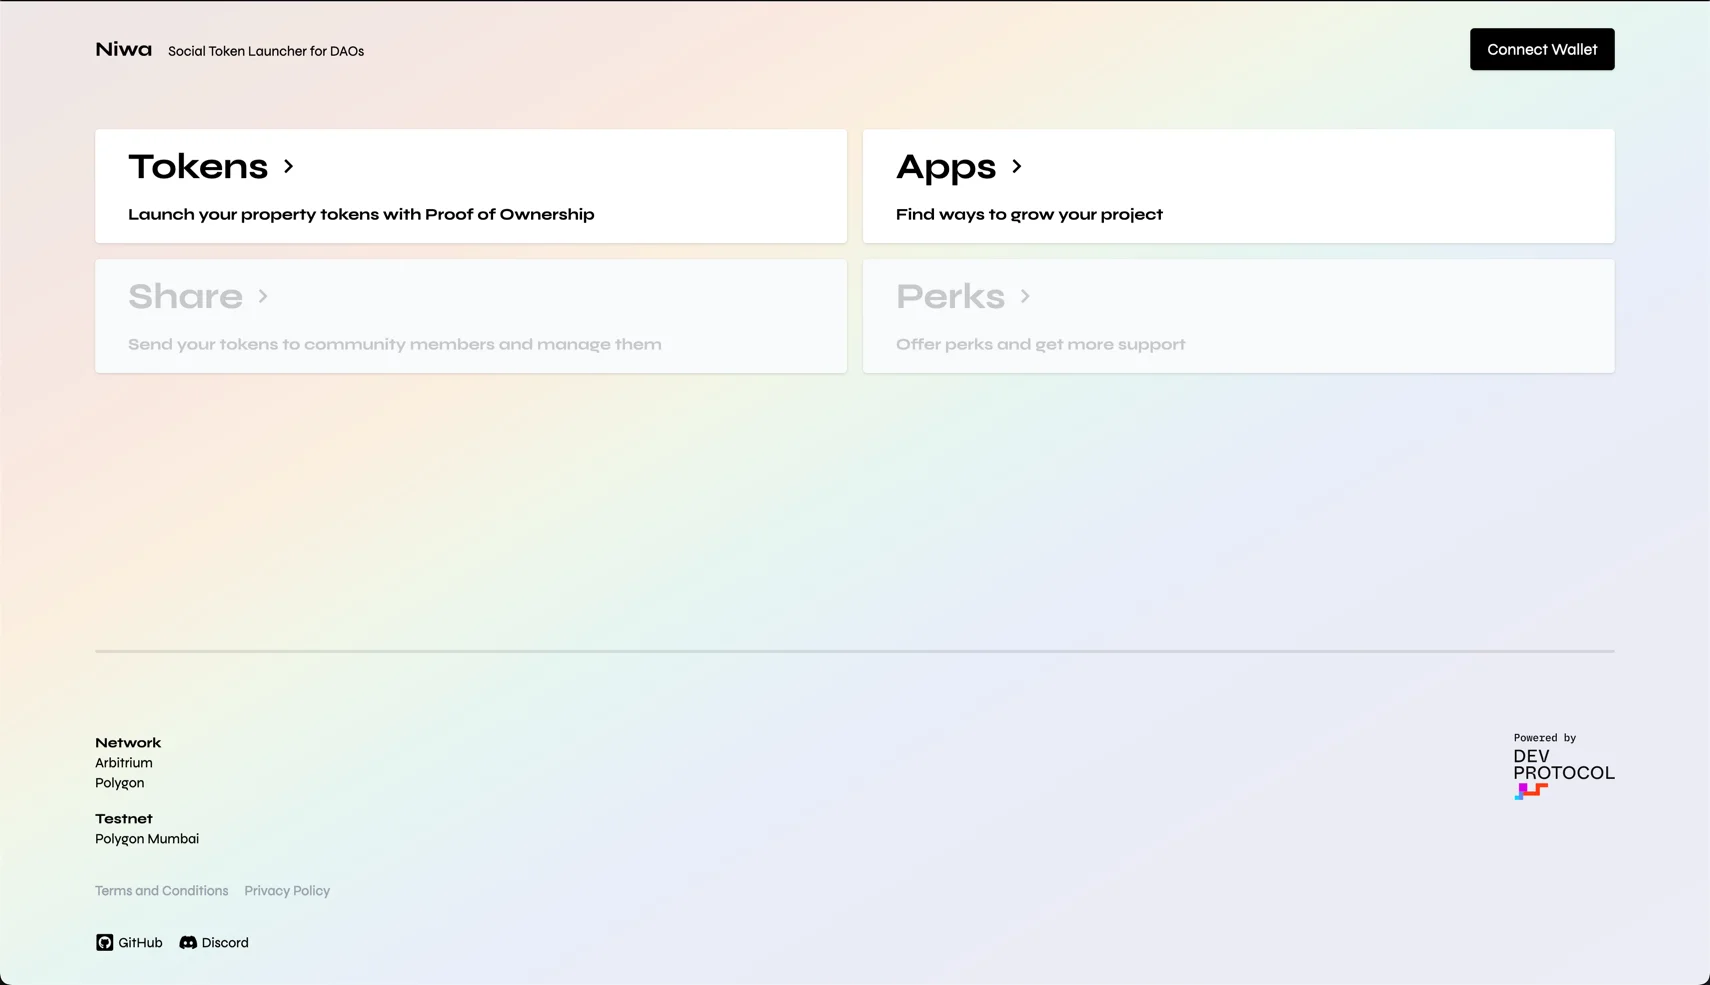 Niwa Social Token Launcher for DAOs
Connect Wallet
Tokens
Launch your property tokens with Proof of Ownership
Apps
Find ways to grow your project
Share
Send your tokens to community members and manage them
Perks
Offer perks and get more support
Network
Arbitrium
Polygon
Testnet
Polygon Mumbai
Terms and Conditions Privacy Policy
GitHub Discord
Powered by
DEV
PROTOCOL